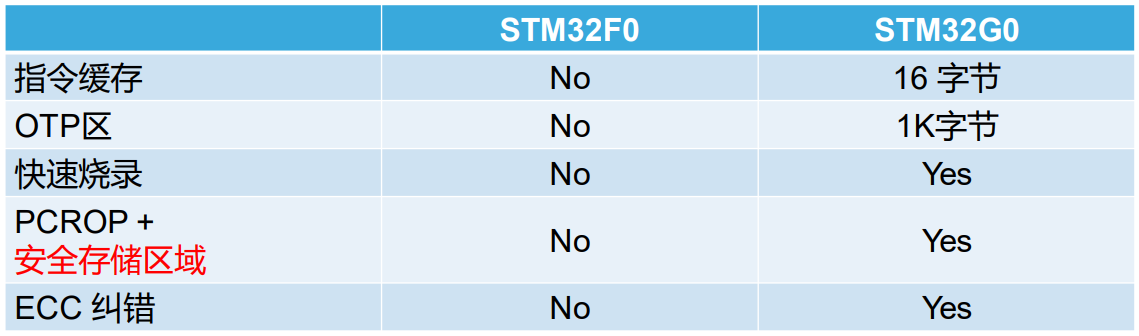 STM32F0 STM32G0
指令缓存 No 16 字节
OTP区 No 1K字节
快速烧录 No Yes
PCROP +
安全存储区域 No Yes
ECC 纠错 No Yes